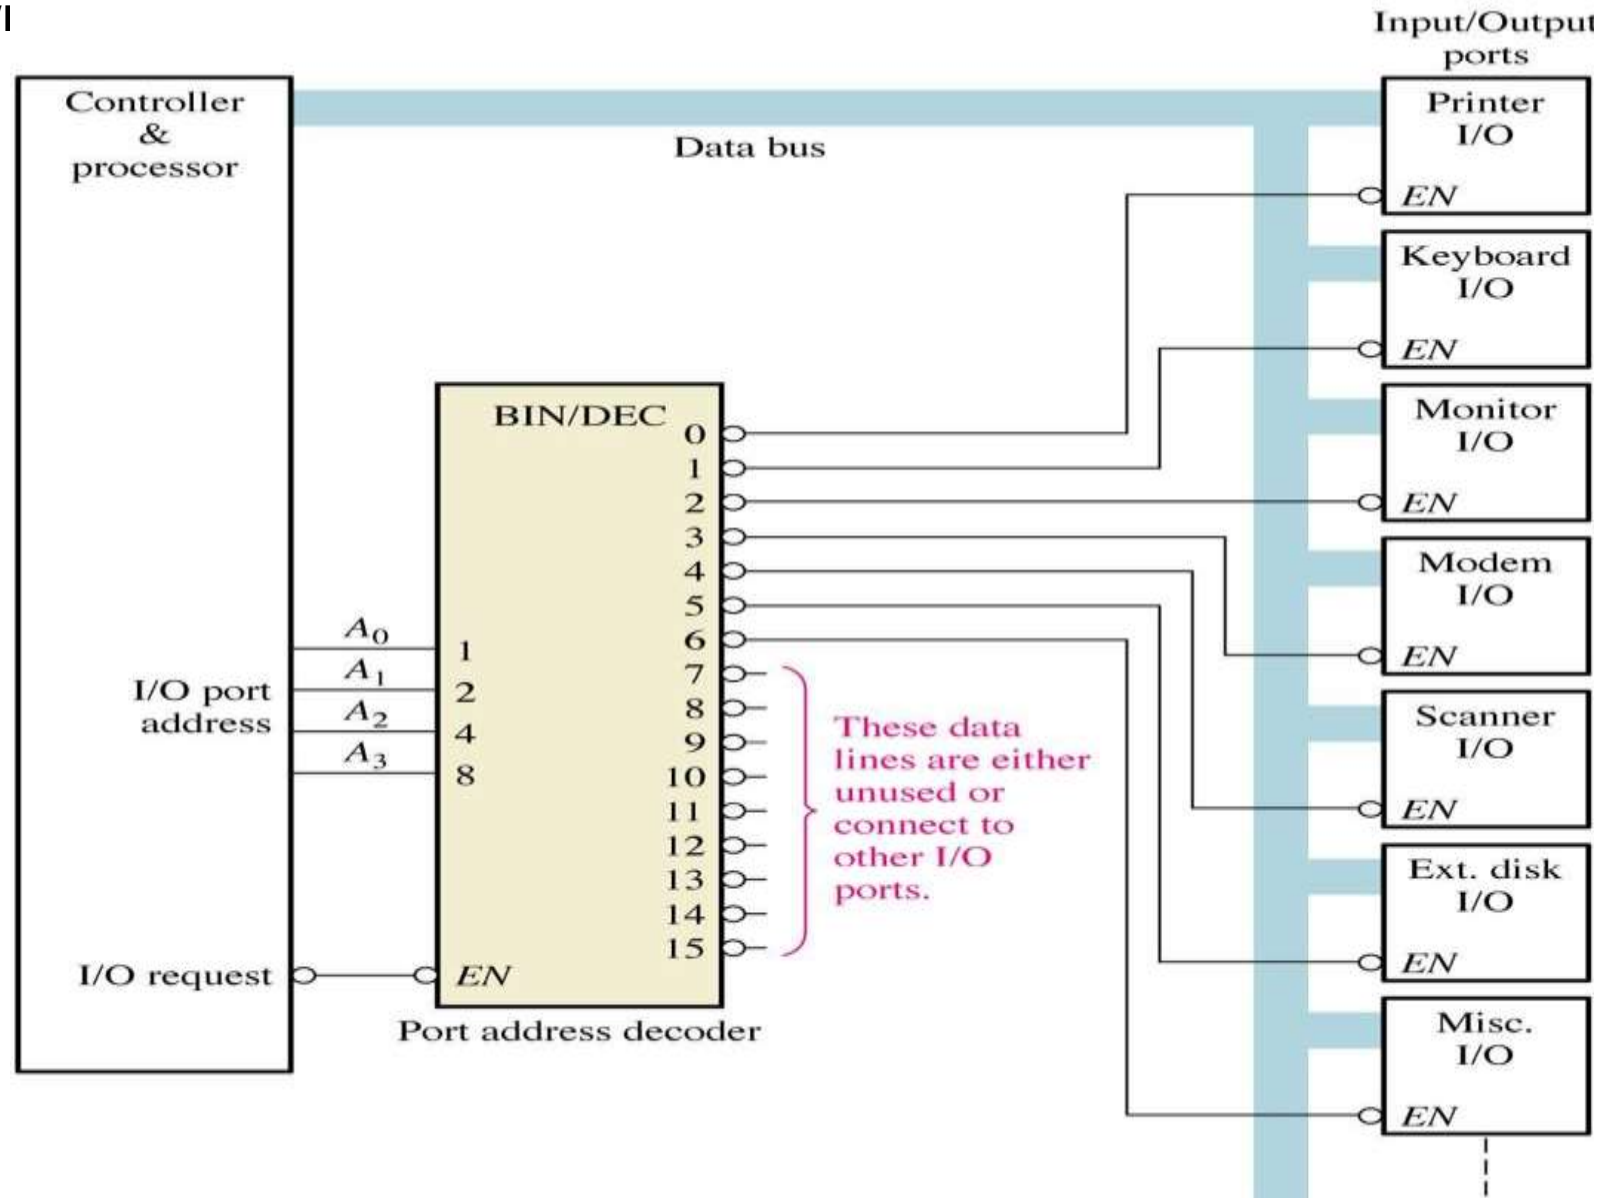 Input/Output
ports
Controller
&
processor
Data bus
Printer
I/O
EN
Keyboard
I/O
EN
Monitor
I/O
EN
Modem
I/O
EN
Scanner
I/O
EN
Ext. disk
I/O
EN
Misc.
I/O
EN
BIN/DEC
0
1
2
3
4
5
6
7
8
9
10
11
12
13
14
15
A0
A1
A2
A3
1
2
4
8
I/O port
address
I/O request
EN
Port address decoder
These data
lines are either
unused or
connect to
other I/O
ports.